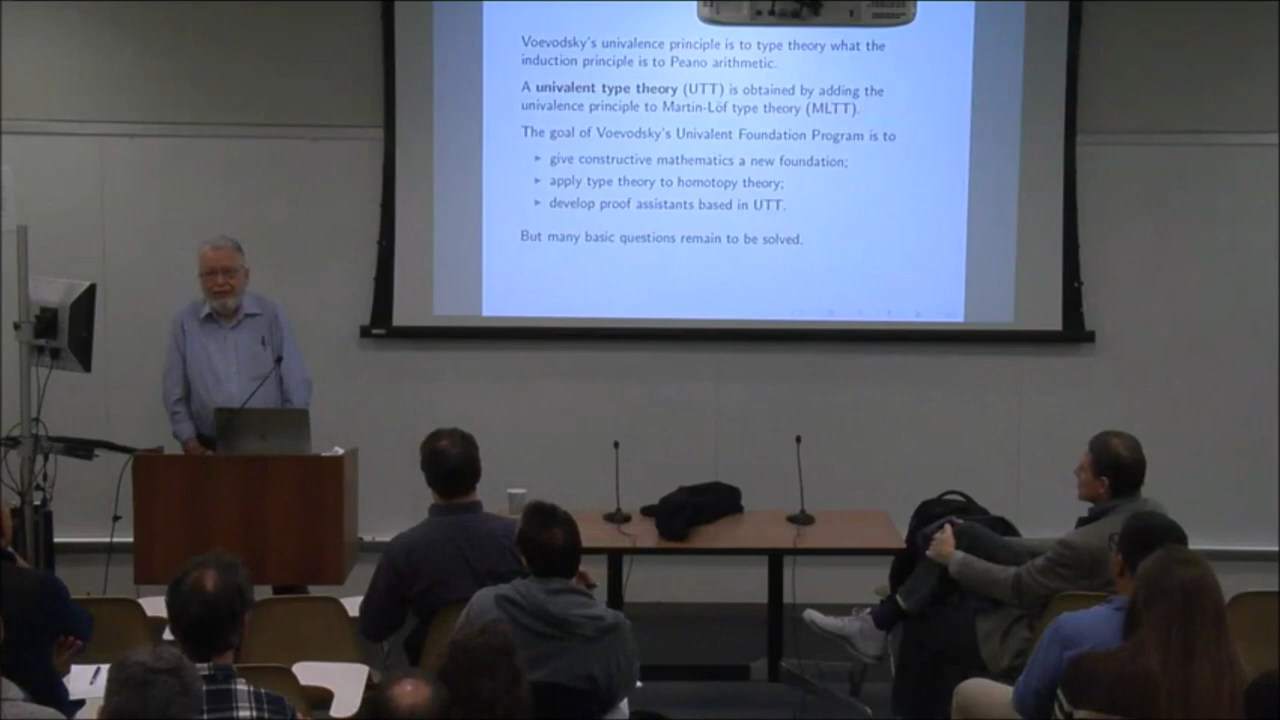 Voevodsky's univalence principle is to type theory what the
induction principle is to Peano arithmetic.
A univalent type theory (UTT) is obtained by adding the
univalence principle to Martin-Löf type theory (MLTT).
The goal of Voevodsky's Univalent Foundation Program is to
▸ give constructive mathematics a new foundation;
▸ apply type theory to homotopy theory;
▸ develop proof assistants based in UTT.
But many basic questions remain to be solved.